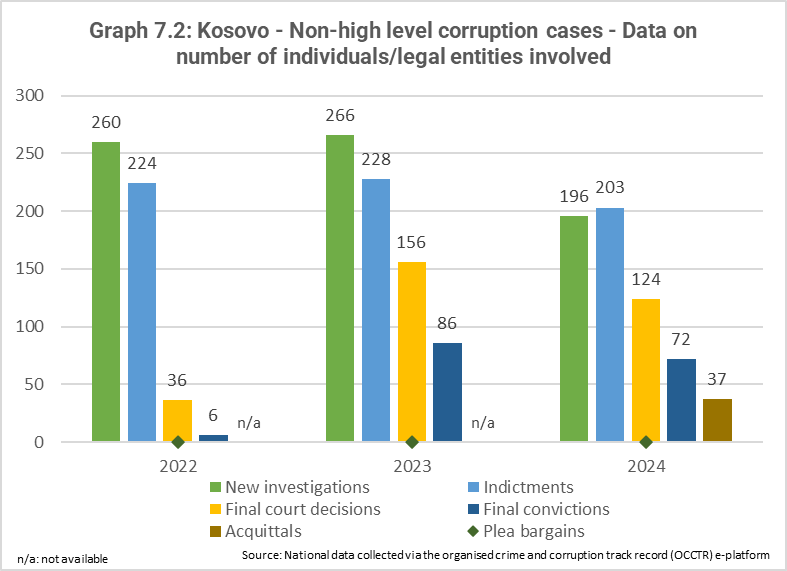 Graph 7.2: Kosovo - Non-high level corruption cases - Data on
number of individuals/legal entities involved
300
250
200
150
100
50
0
260
224
36
6
n/a
266
228
156
86
n/a
196
203
124
72
37
2022
2023
2024
New investigations
Indictments
Final court decisions
Final convictions
Acquittals
Plea bargains
n/a: not available
Source: National data collected via the organised crime and corruption track record (OCCTR) e-platform